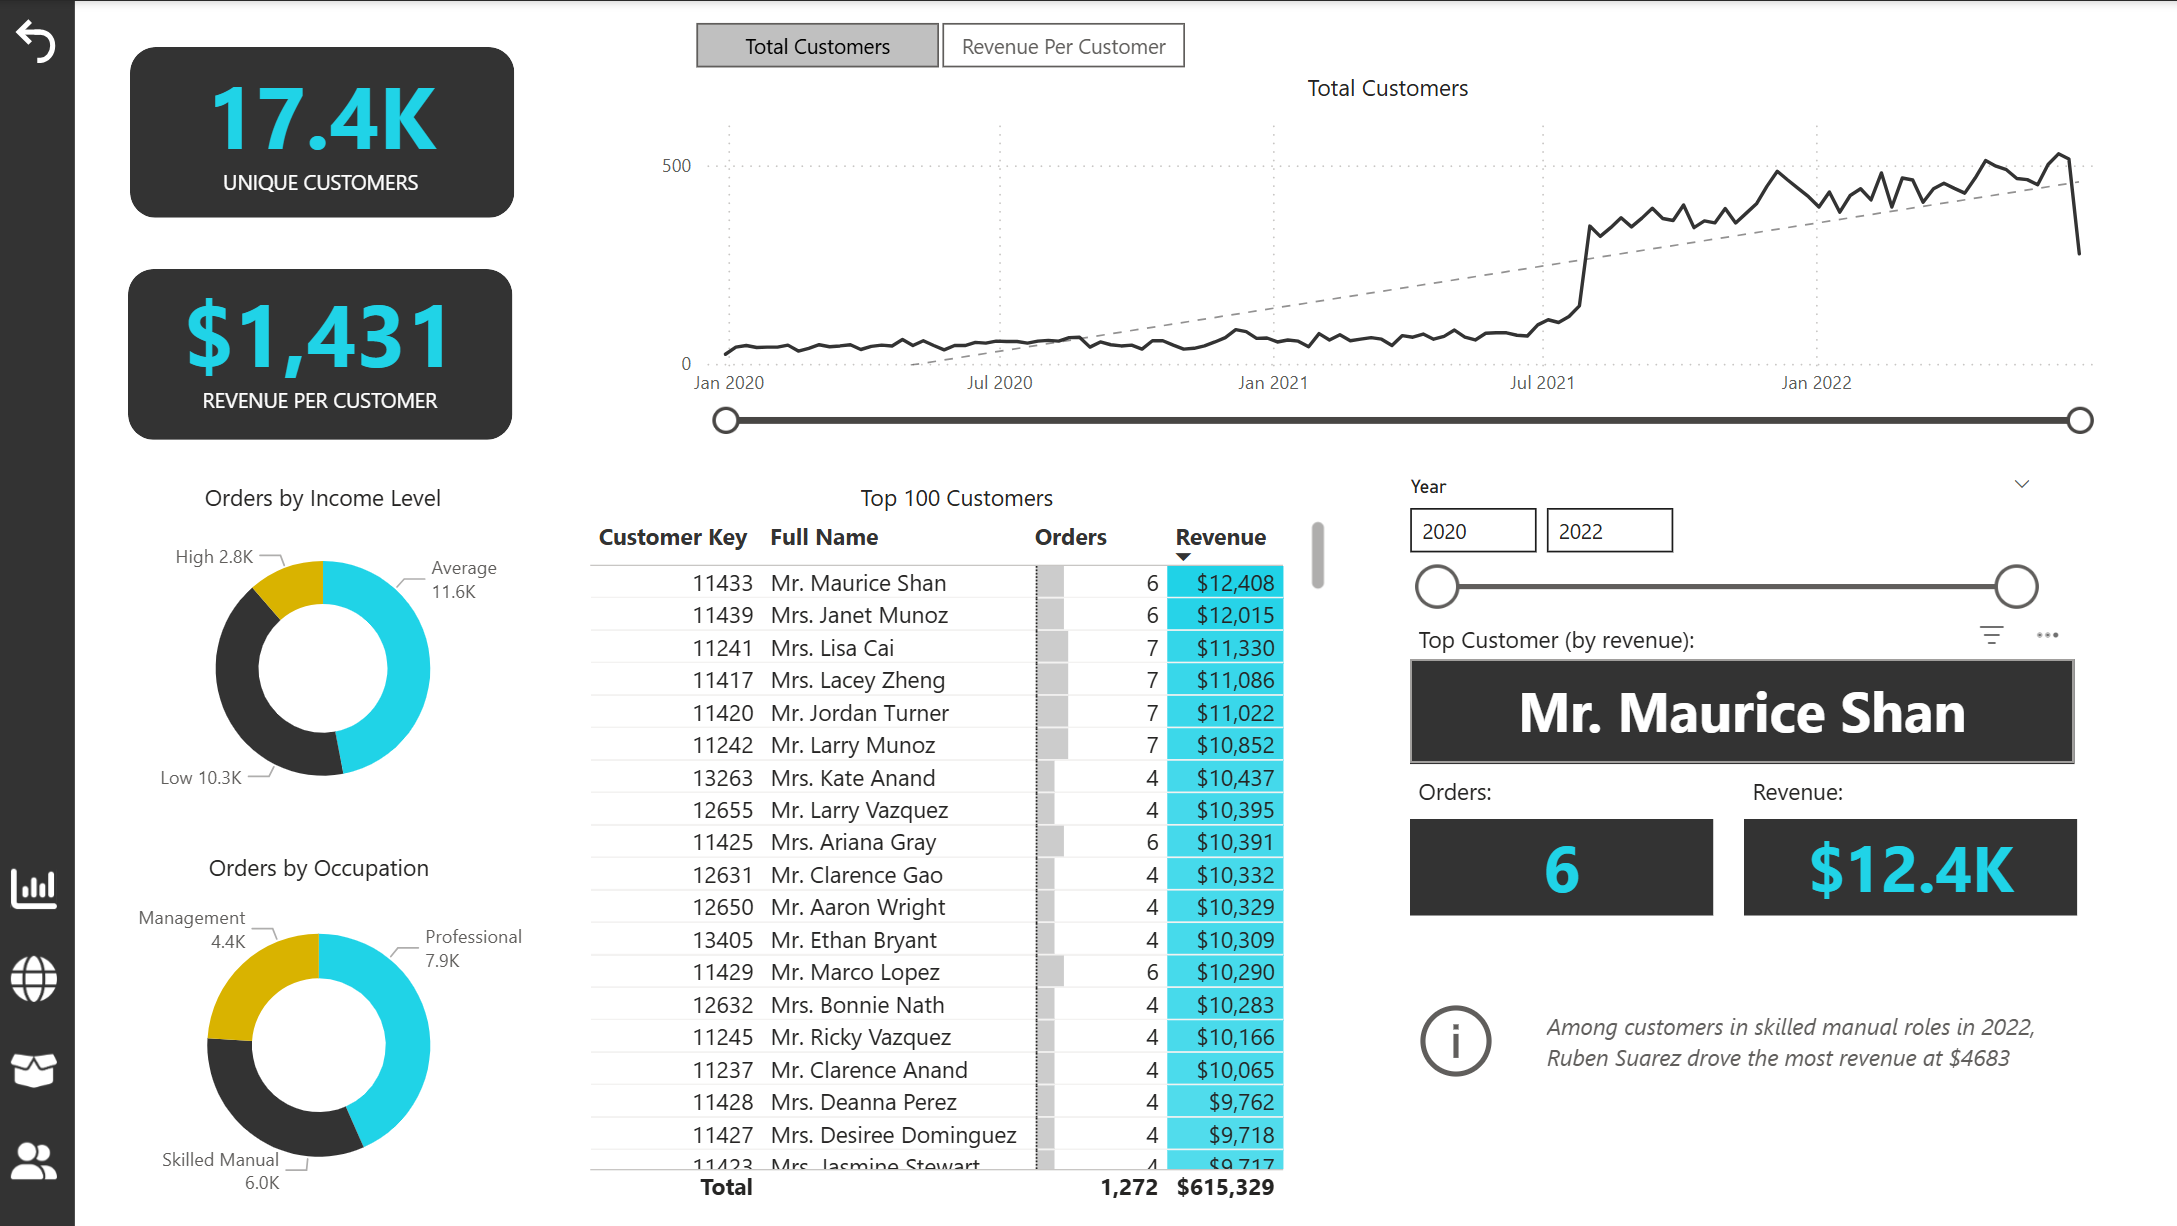 Total Customers
Revenue Per Customer
17.4K
UNIQUE CUSTOMERS
$1,431
REVENUE PER CUSTOMER
Total Customers
500
0
Jan 2020
Jul 2020
Jan 2021
Jul 2021
Jan 2022
Orders by Income Level
High 2.8K
Average
11.6K
Low 10.3K
Orders by Occupation
Management
4.4K
Professional
7.9K
Skilled Manual
6.0K
Top 100 Customers
Customer Key Full Name Orders Revenue
11433 Mr. Maurice Shan 6 $12,408
11439 Mrs. Janet Munoz 6 $12,015
11241 Mrs. Lisa Cai 7 $11,330
11417 Mrs. Lacey Zheng 7 $11,086
11420 Mr. Jordan Turner 7 $11,022
11242 Mr. Larry Munoz 7 $10,852
13263 Mrs. Kate Anand 4 $10,437
12655 Mr. Larry Vazquez 4 $10,395
11425 Mrs. Ariana Gray 6 $10,391
12631 Mr. Clarence Gao 4 $10,332
12650 Mr. Aaron Wright 4 $10,329
13405 Mr. Ethan Bryant 4 $10,309
11429 Mr. Marco Lopez 6 $10,290
12632 Mrs. Bonnie Nath 4 $10,283
11245 Mr. Ricky Vazquez 4 $10,166
11237 Mr. Clarence Anand 4 $10,065
11428 Mrs. Deanna Perez 4 $9,762
11427 Mrs. Desiree Dominguez 4 $9,718
11423 Mrs. Jasmine Stewart 4 $9,717
Total 1,272 $615,329
Year
2020
2022
Top Customer (by revenue):
Mr. Maurice Shan
Orders:
6
Revenue:
$12.4K
Among customers in skilled manual roles in 2022,
Ruben Suarez drove the most revenue at $4683